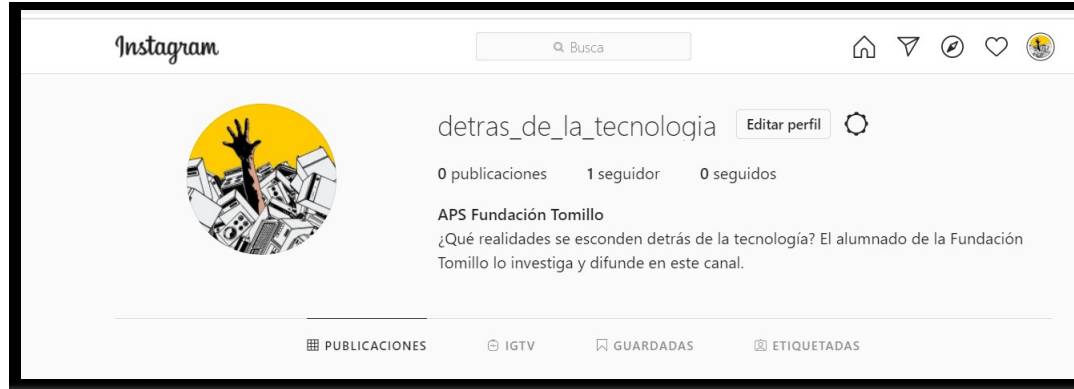 Instagram
Busca
detras_de_la_tecnologia Editar perfil
0 publicaciones 1 seguidor 0 seguidos
APS Fundación Tomillo
¿Qué realidades se esconden detrás de la tecnología? El alumnado de la Fundación
Tomillo lo investiga y difunde en este canal.
PUBLICACIONES IGTV GUARDADAS ETIQUETADAS